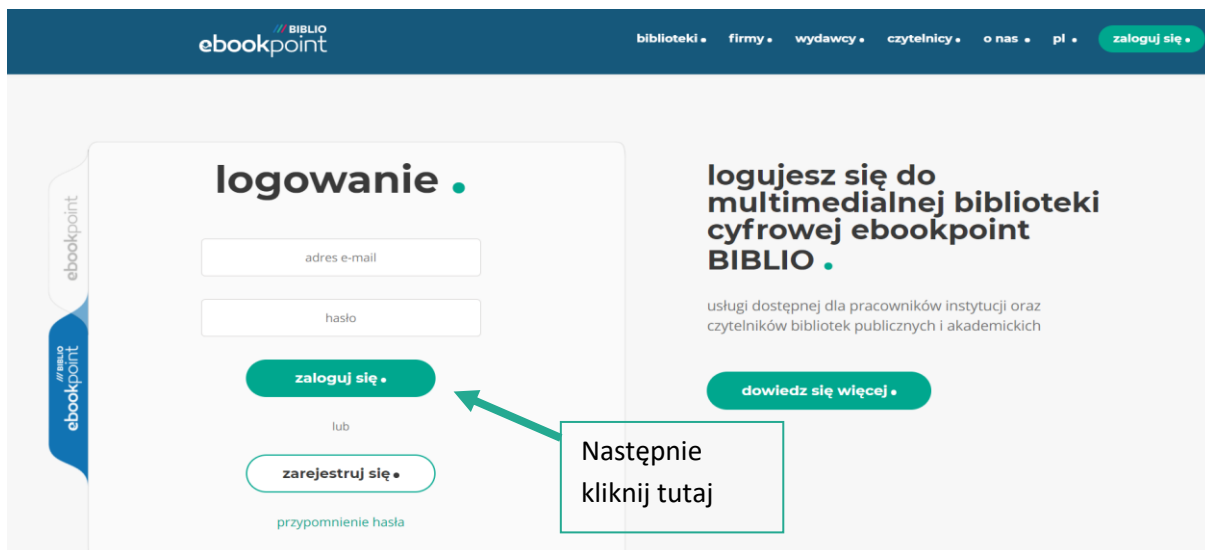 /// BIBLIO
ebookpoint
biblioteki • firmy • wydawcy • czytelnicy • o nas • pl • zaloguj się •
ebookpoint
/// BIBLIO
ebookpoint
logowanie .
adres e-mail
hasło
zaloguj się •
lub
zarejestruj się •
przypomnienie hasła
logujesz się do
multimedialnej biblioteki
cyfrowej ebookpoint
BIBLIO .
usługi dostępnej dla pracowników instytucji oraz
czytelników bibliotek publicznych i akademickich
dowiedz się więcej •
Następnie
kliknij tutaj